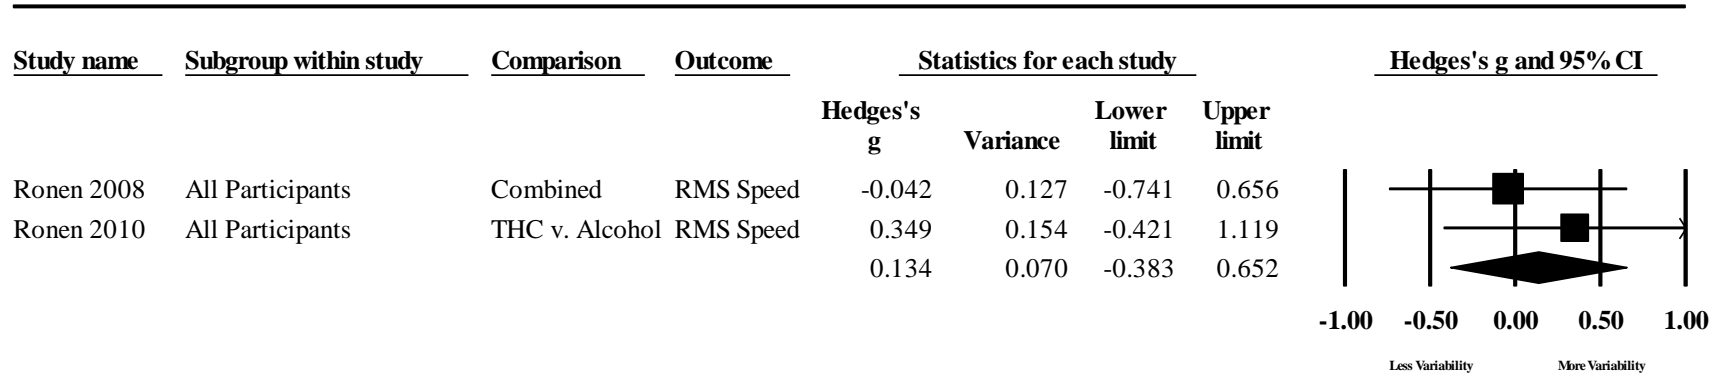 Study name Subgroup within study Comparison Outcome Statistics for each study Hedges's g and 95% CI
Hedges's Lower Upper
g Variance limit limit
Ronen 2008 All Participants Combined RMS Speed -0.042 0.127 -0.741 0.656
Ronen 2010 All Participants THC v. Alcohol RMS Speed 0.349 0.154 -0.421 1.119
0.134 0.070 -0.383 0.652
-1.00 -0.50 0.00 0.50 1.00
Less Variability More Variability